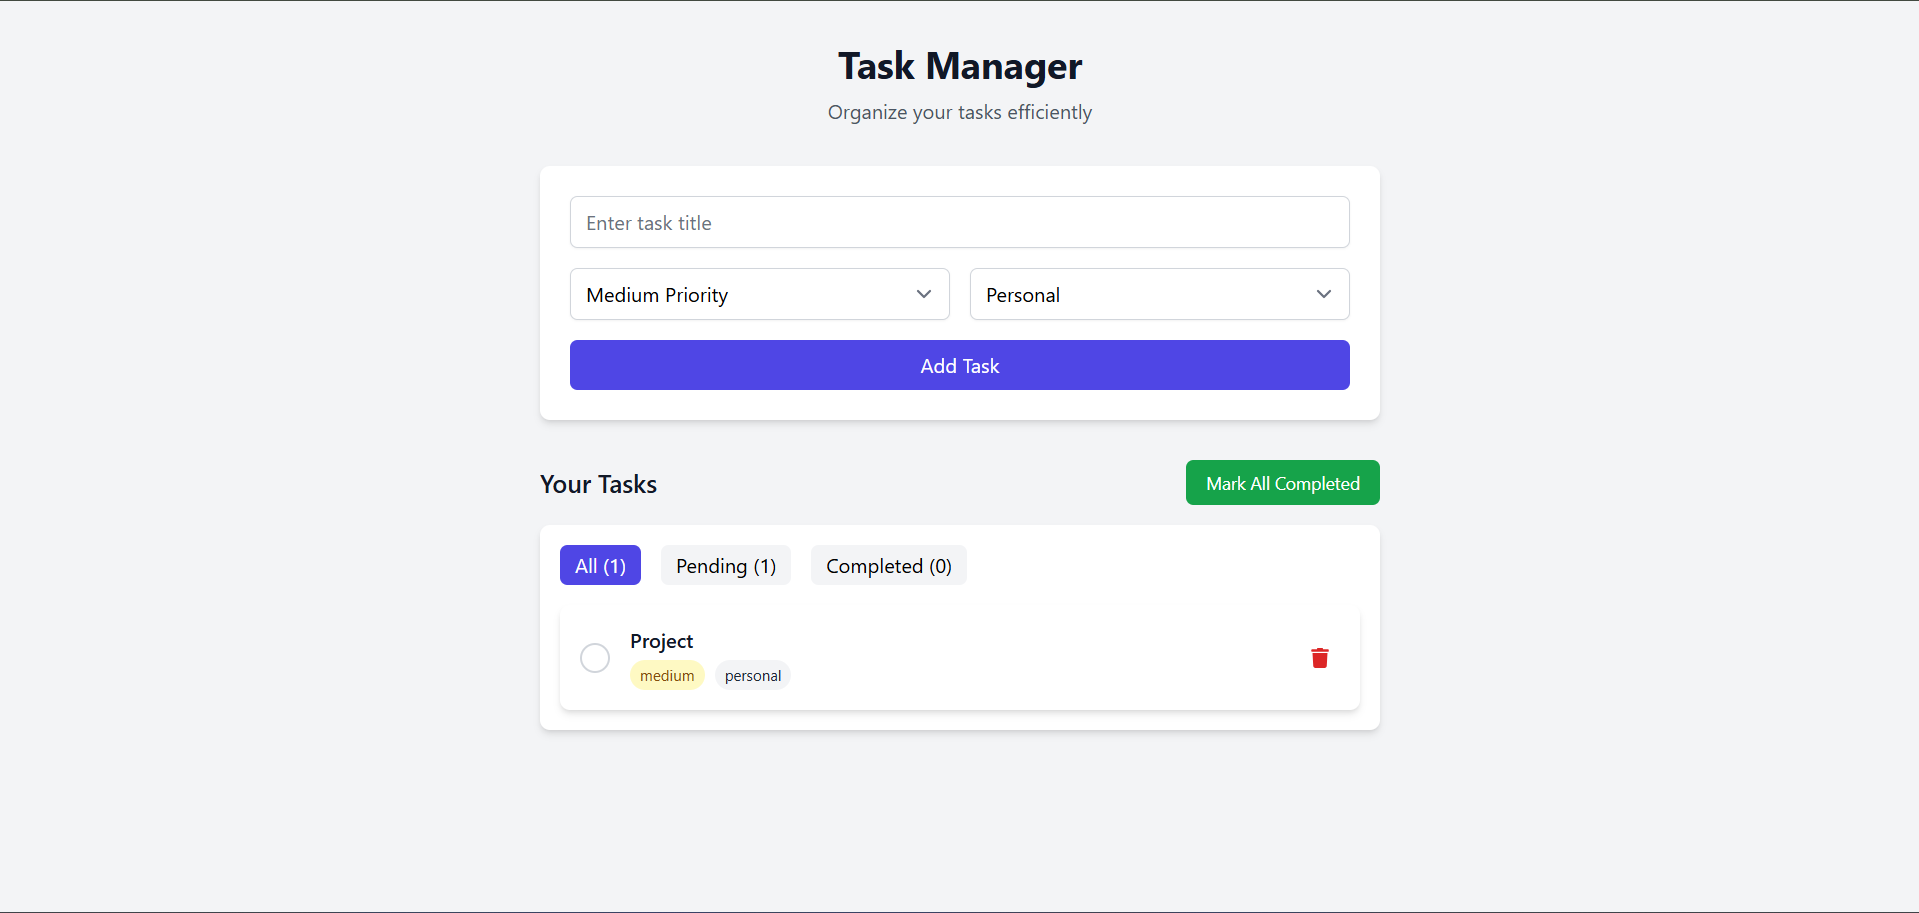 Task Manager
Organize your tasks efficiently
Enter task title
Medium Priority
Personal
Add Task
Your Tasks
Mark All Completed
All (1)
Pending (1)
Completed (0)
Project
medium
personal